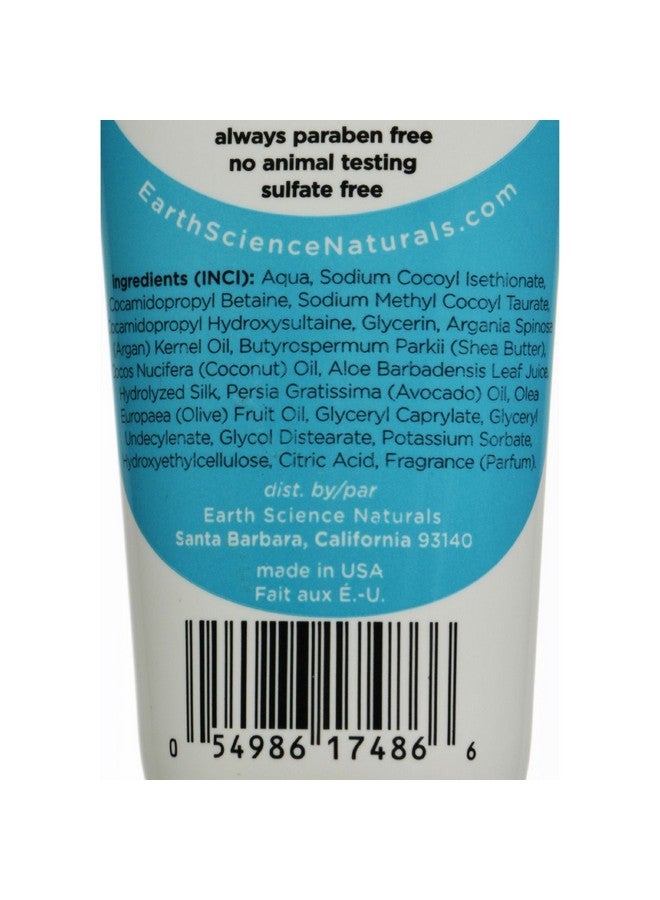 always paraben free
no animal testing
sulfate free
EarthScienceNaturals.com
Ingredients (INCI): Aqua, Sodium Cocoyl Isethionate,
Cocamidopropyl Betaine, Sodium Methyl Cocoyl Taurate,
Cocamidopropyl Hydroxysultaine, Glycerin, Argania Spinosa
(Argan) Kernel Oil, Butyrospermum Parkii (Shea Butter),
Cocos Nucifera (Coconut) Oil, Aloe Barbadensis Leaf Juice,
Hydrolyzed Silk, Persia Gratissima (Avocado) Oil, Olea
Europaea (Olive) Fruit Oil, Glyceryl Caprylate, Glyceryl
Undecylenate, Glycol Distearate, Potassium Sorbate,
Hydroxyethylcellulose, Citric Acid, Fragrance (Parfum).
dist. by/par
Earth Science Naturals
Santa Barbara, California 93140
made in USA
Fait aux É.-U.
0 54986 17486 6